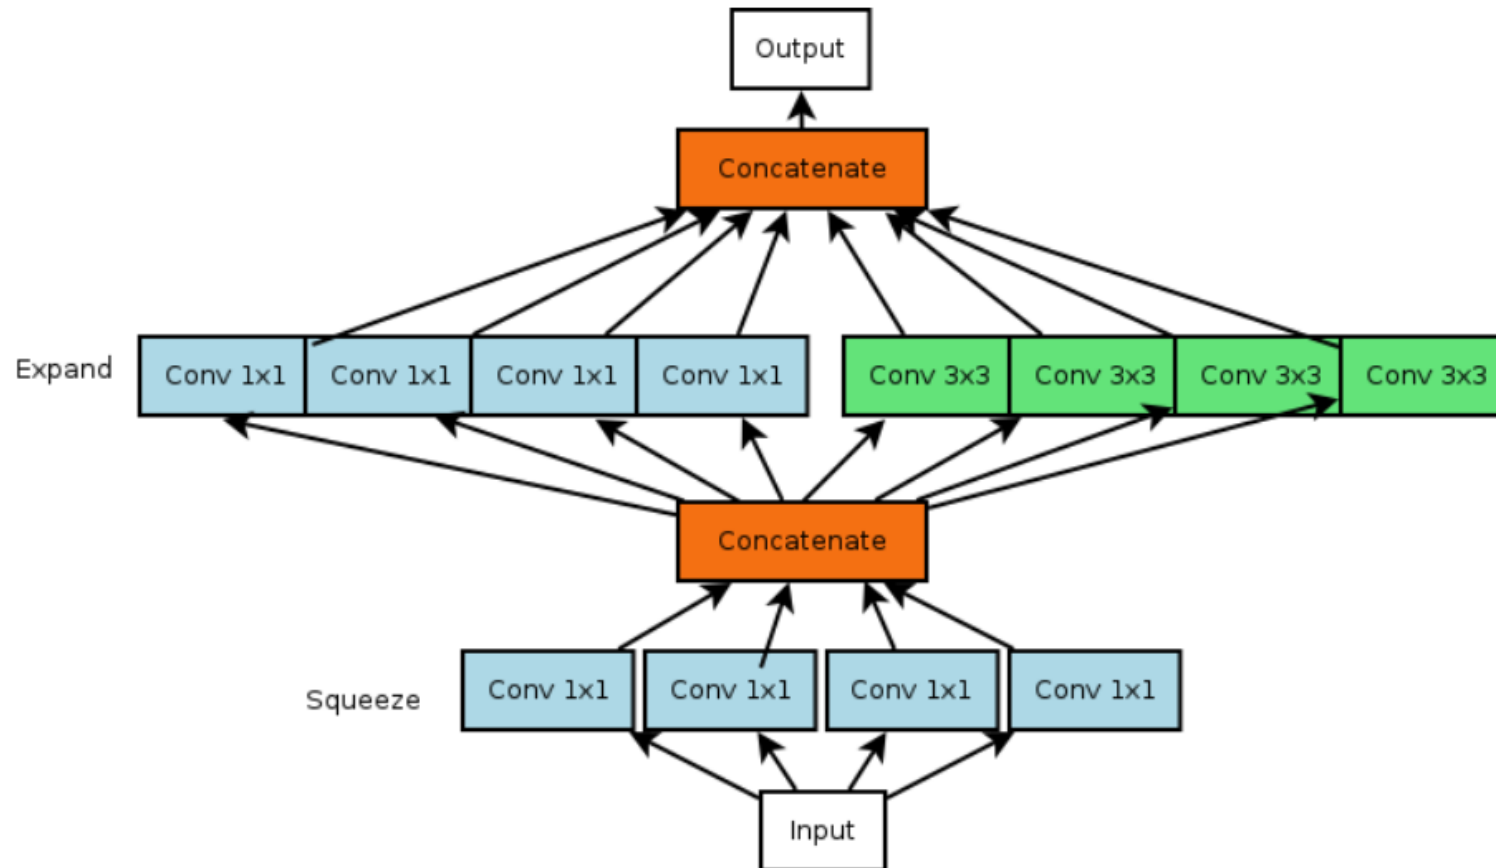 Output
Concatenate
Expand
Conv 1x1
Conv 1x1
Conv 1x1
Conv 1x1
Conv 3x3
Conv 3x3
Conv 3x3
Conv 3x3
Concatenate
Squeeze
Conv 1x1
Conv 1x1
Conv 1x1
Conv 1x1
Input